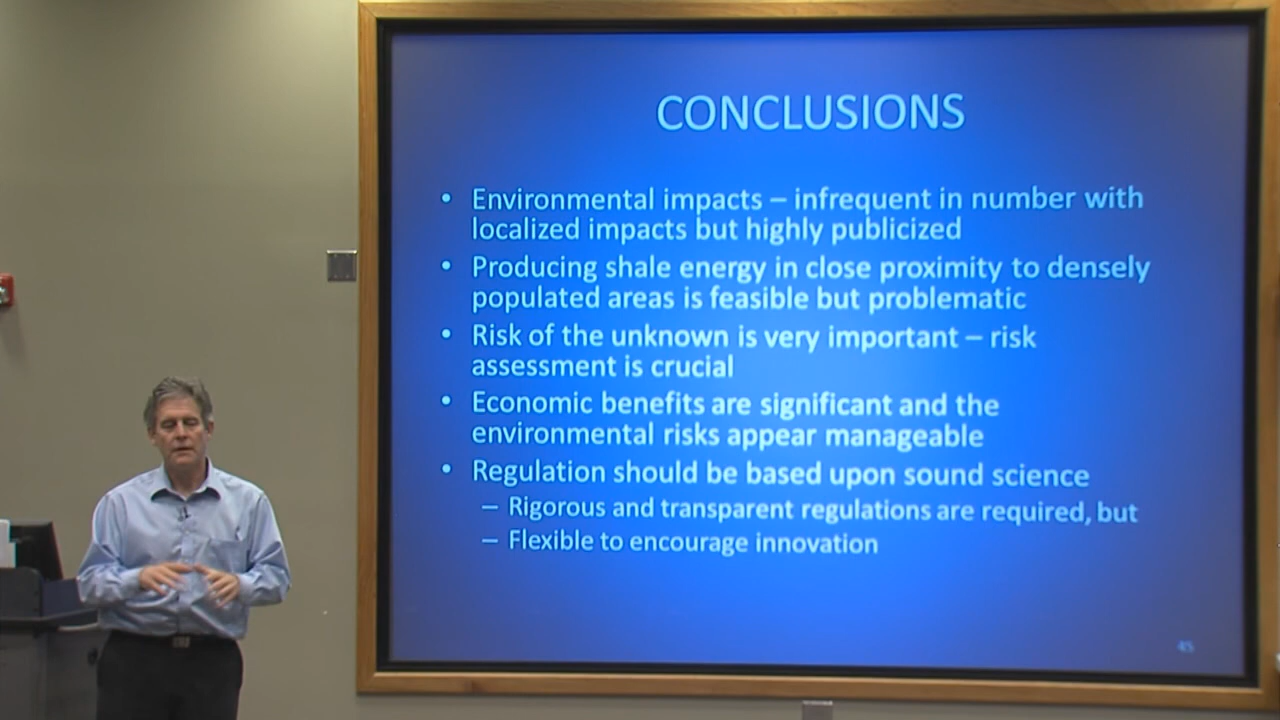 CONCLUSIONS
• Environmental impacts – infrequent in number with
localized impacts but highly publicized
• Producing shale energy in close proximity to densely
populated areas is feasible but problematic
• Risk of the unknown is very important – risk
assessment is crucial
• Economic benefits are significant and the
environmental risks appear manageable
• Regulation should be based upon sound science
– Rigorous and transparent regulations are required, but
– Flexible to encourage innovation
45